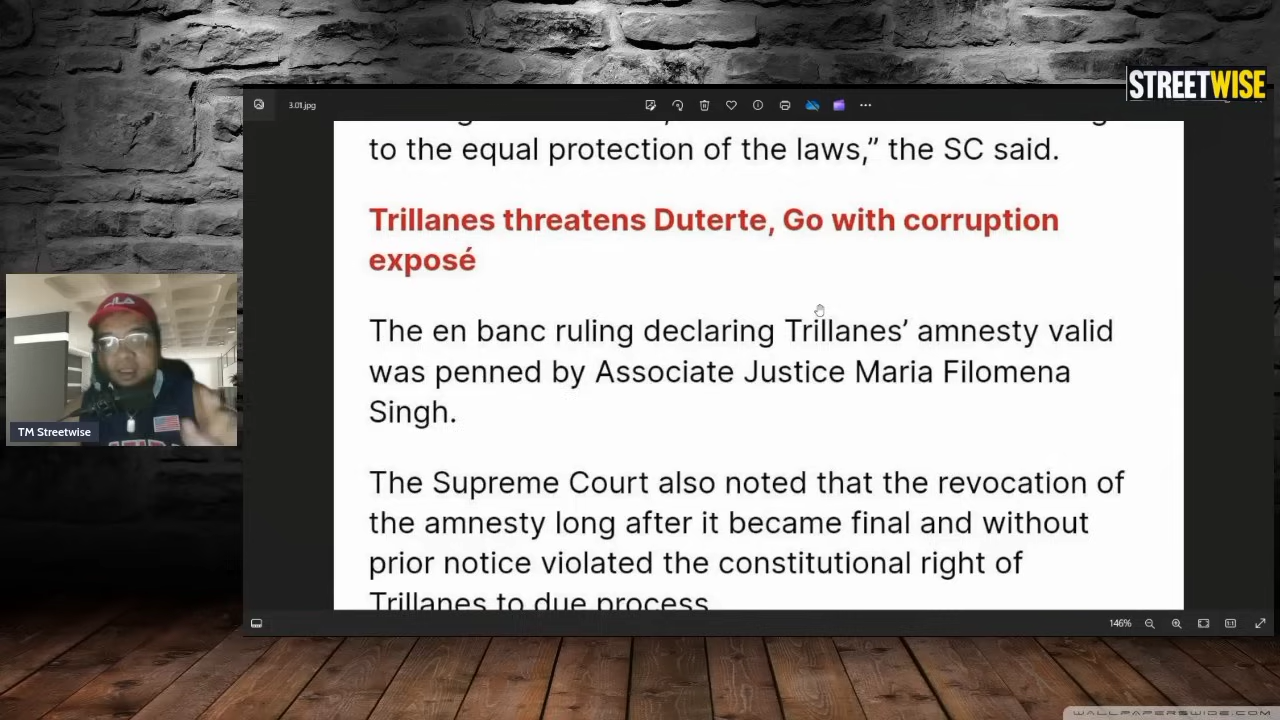 STREETWISE
3.01.jpg
to the equal protection of the laws,” the SC said.
Trillanes threatens Duterte, Go with corruption
exposé
The en banc ruling declaring Trillanes’ amnesty valid
was penned by Associate Justice Maria Filomena
Singh.
The Supreme Court also noted that the revocation of
the amnesty long after it became final and without
prior notice violated the constitutional right of
Trillanes to due process.
FILA
TM Streetwise
146%
WALLPAPERSWIDE.COM